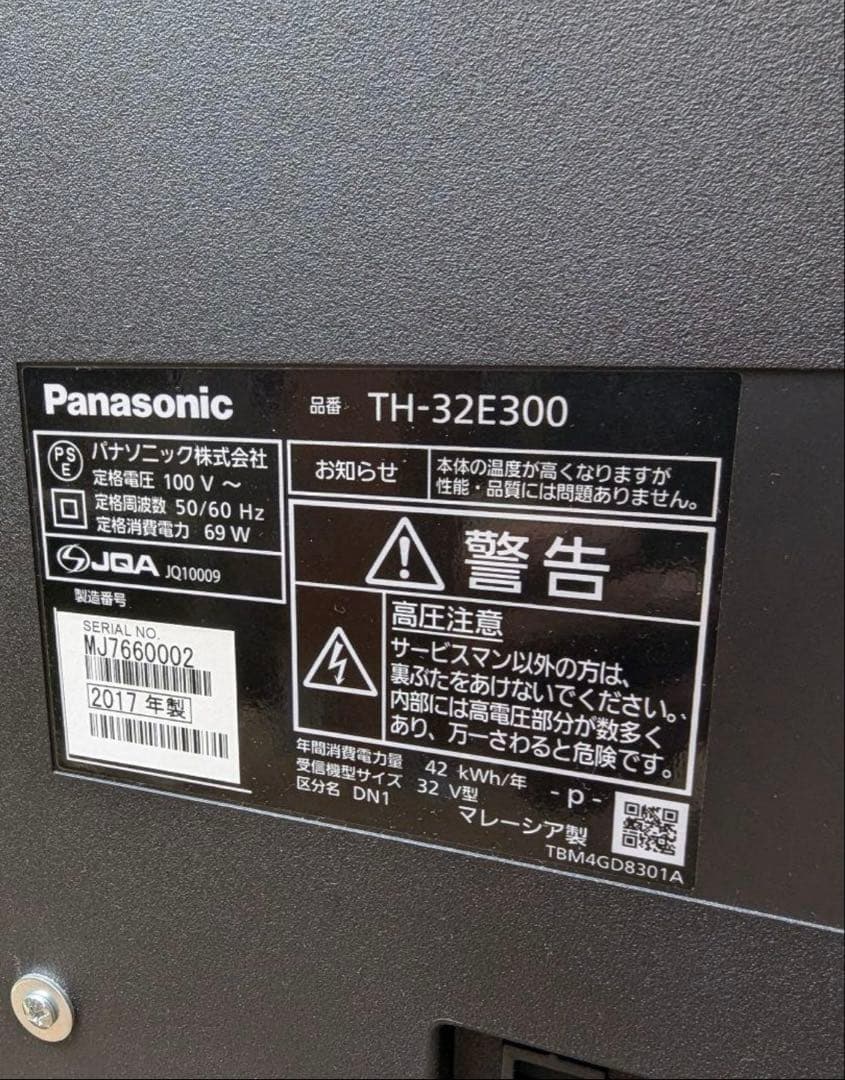 Panasonic
品番 TH-32E300
PS
E
パナソニック株式会社
定格電圧 100 V ～
定格周波数 50/60 Hz
定格消費電力 69 W
JQA JQ10009
製造番号
SERIAL NO.
MJ7660002
2017 年製
お知らせ
本体の温度が高くなりますが
性能・品質には問題ありません。
警告
高圧注意
サービスマン以外の方は、
裏ぶたをあけないでください。
内部には高電圧部分が数多く
あり、万一さわると危険です。
年間消費電力量 42 kWh/年
受信機型サイズ 32 V型
区分名 DN1
- p -
マレーシア製
TBM4GD8301A